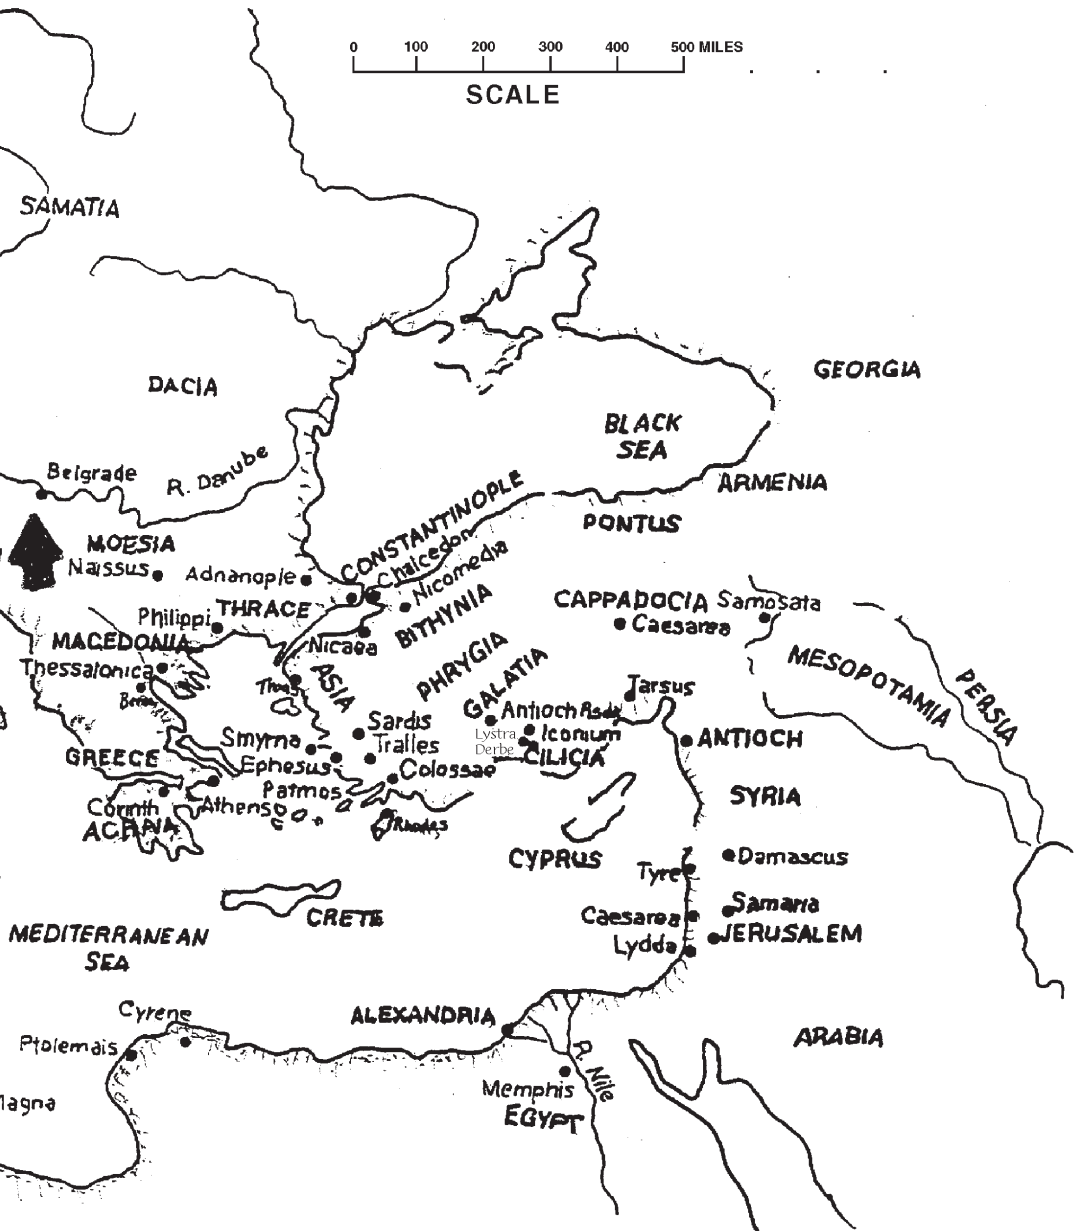 0 100 200 300 400 500 MILES
SCALE
SAMATIA
GEORGIA
DACIA
BLACK
SEA
Belgrade
R. Danube
ARMENIA
CONSTANTINOPLE
PONTUS
MOESIA
Chalcedon
Naissus
Adnanople
Nicomedia
CAPPADOCIA
Samosata
THRACE
Philippi
BITHYNIA
Caesarea
MACEDONIA
Nicaea
Thessalonica
PHRYGIA
MESOPOTAMIA
PERSIA
ASIA
GALATIA
Tarsus
Antioch
Sardis
Lystra
Iconium
ANTIOCH
Smyrna
Tralles
Derbe
GREECE
Ephesus
CILICIA
Colossae
Patmos
SYRIA
Corinth
Athens
Rhodes
CYPRUS
Damascus
Tyre
Samaria
CRETE
Caesarea
JERUSALEM
MEDITERRANEAN
SEA
Lydda
Cyrene
ALEXANDRIA
Ptolemais
ARABIA
R. Nile
Memphis
EGYPT